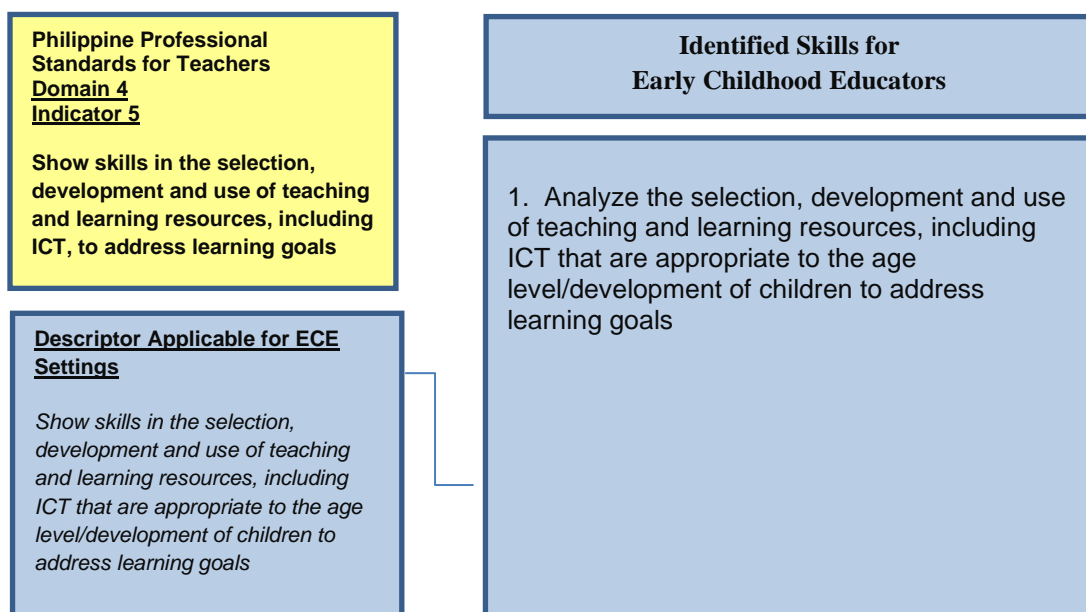 Philippine Professional
Standards for Teachers
Domain 4
Indicator 5
Show skills in the selection,
development and use of teaching
and learning resources, including
ICT, to address learning goals
Descriptor Applicable for ECE
Settings
Show skills in the selection,
development and use of teaching
and learning resources, including
ICT that are appropriate to the age
level/development of children to
address learning goals
Identified Skills for
Early Childhood Educators
1. Analyze the selection, development and use
of teaching and learning resources, including
ICT that are appropriate to the age
level/development of children to address
learning goals